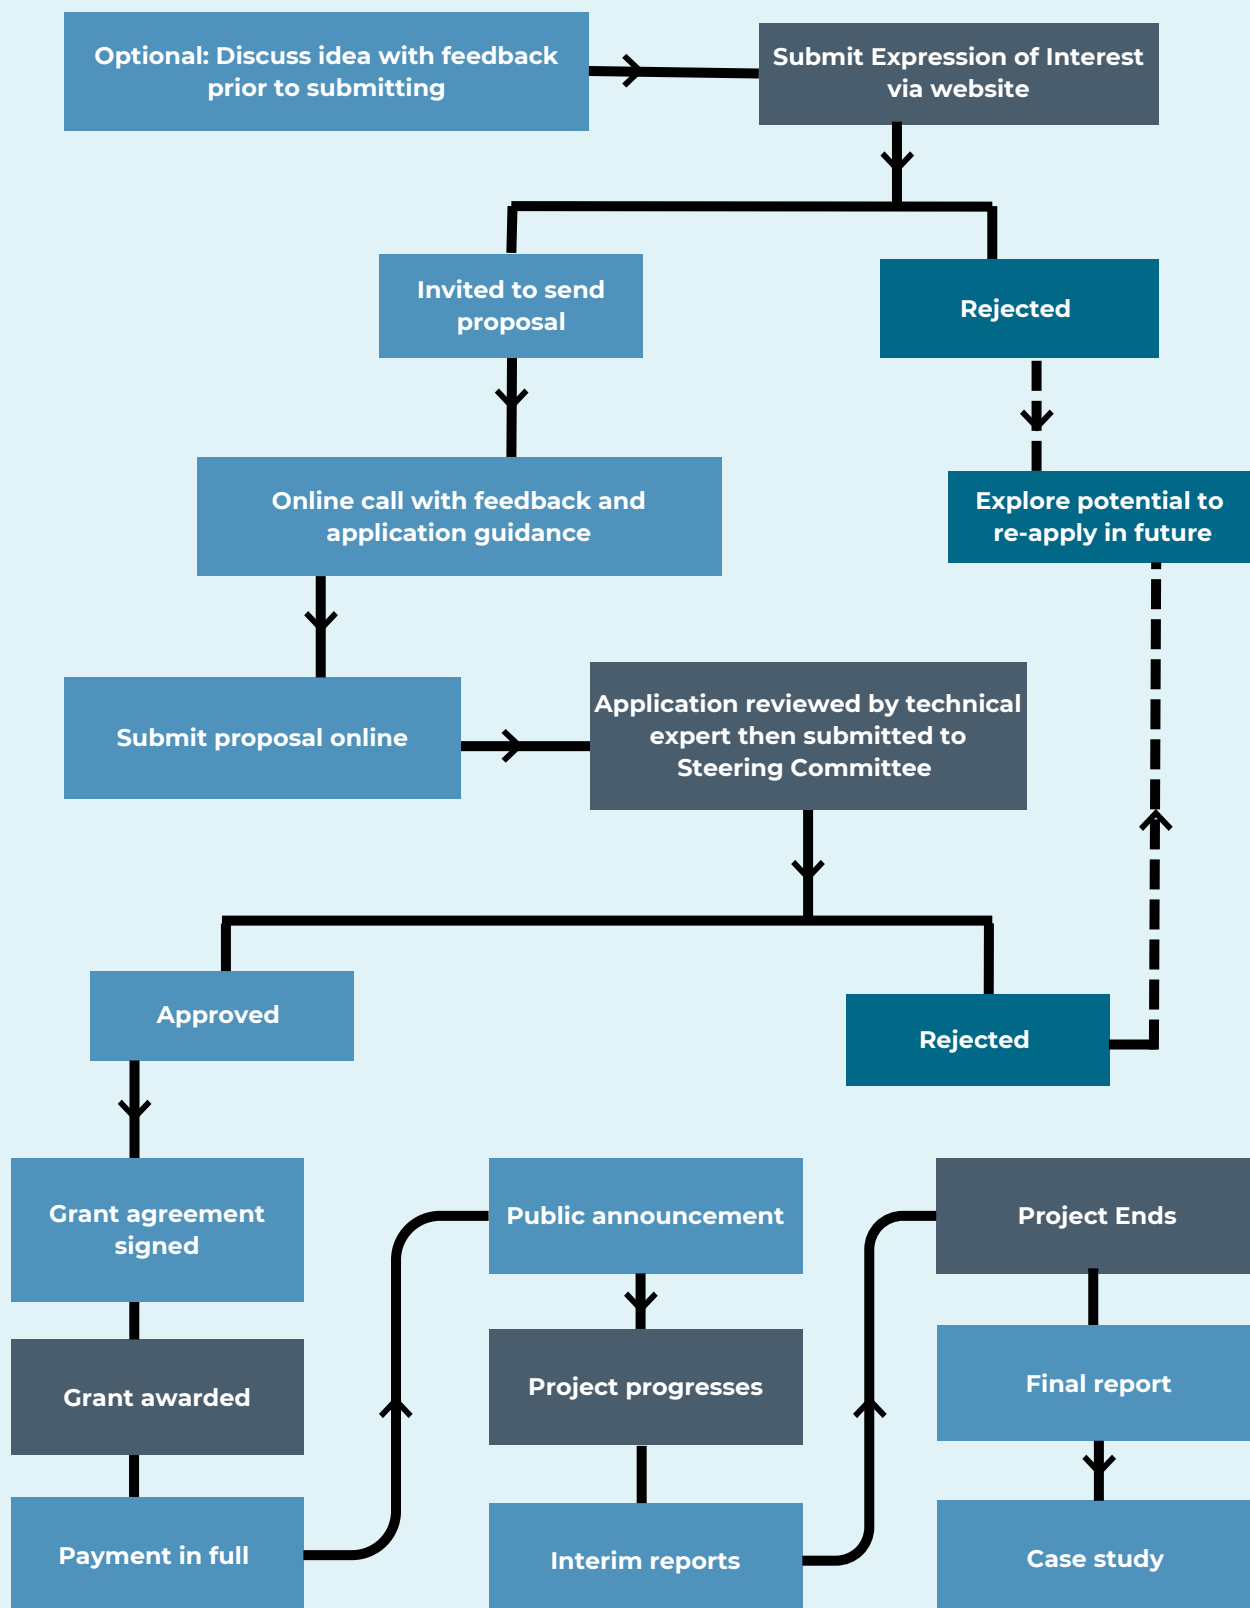 Optional: Discuss idea with feedback
prior to submitting
Submit Expression of Interest
via website
Invited to send
proposal
Rejected
Online call with feedback and
application guidance
Explore potential to
re-apply in future
Submit proposal online
Application reviewed by technical
expert then submitted to
Steering Committee
Approved
Rejected
Grant agreement
signed
Grant awarded
Payment in full
Public announcement
Project progresses
Interim reports
Project Ends
Final report
Case study